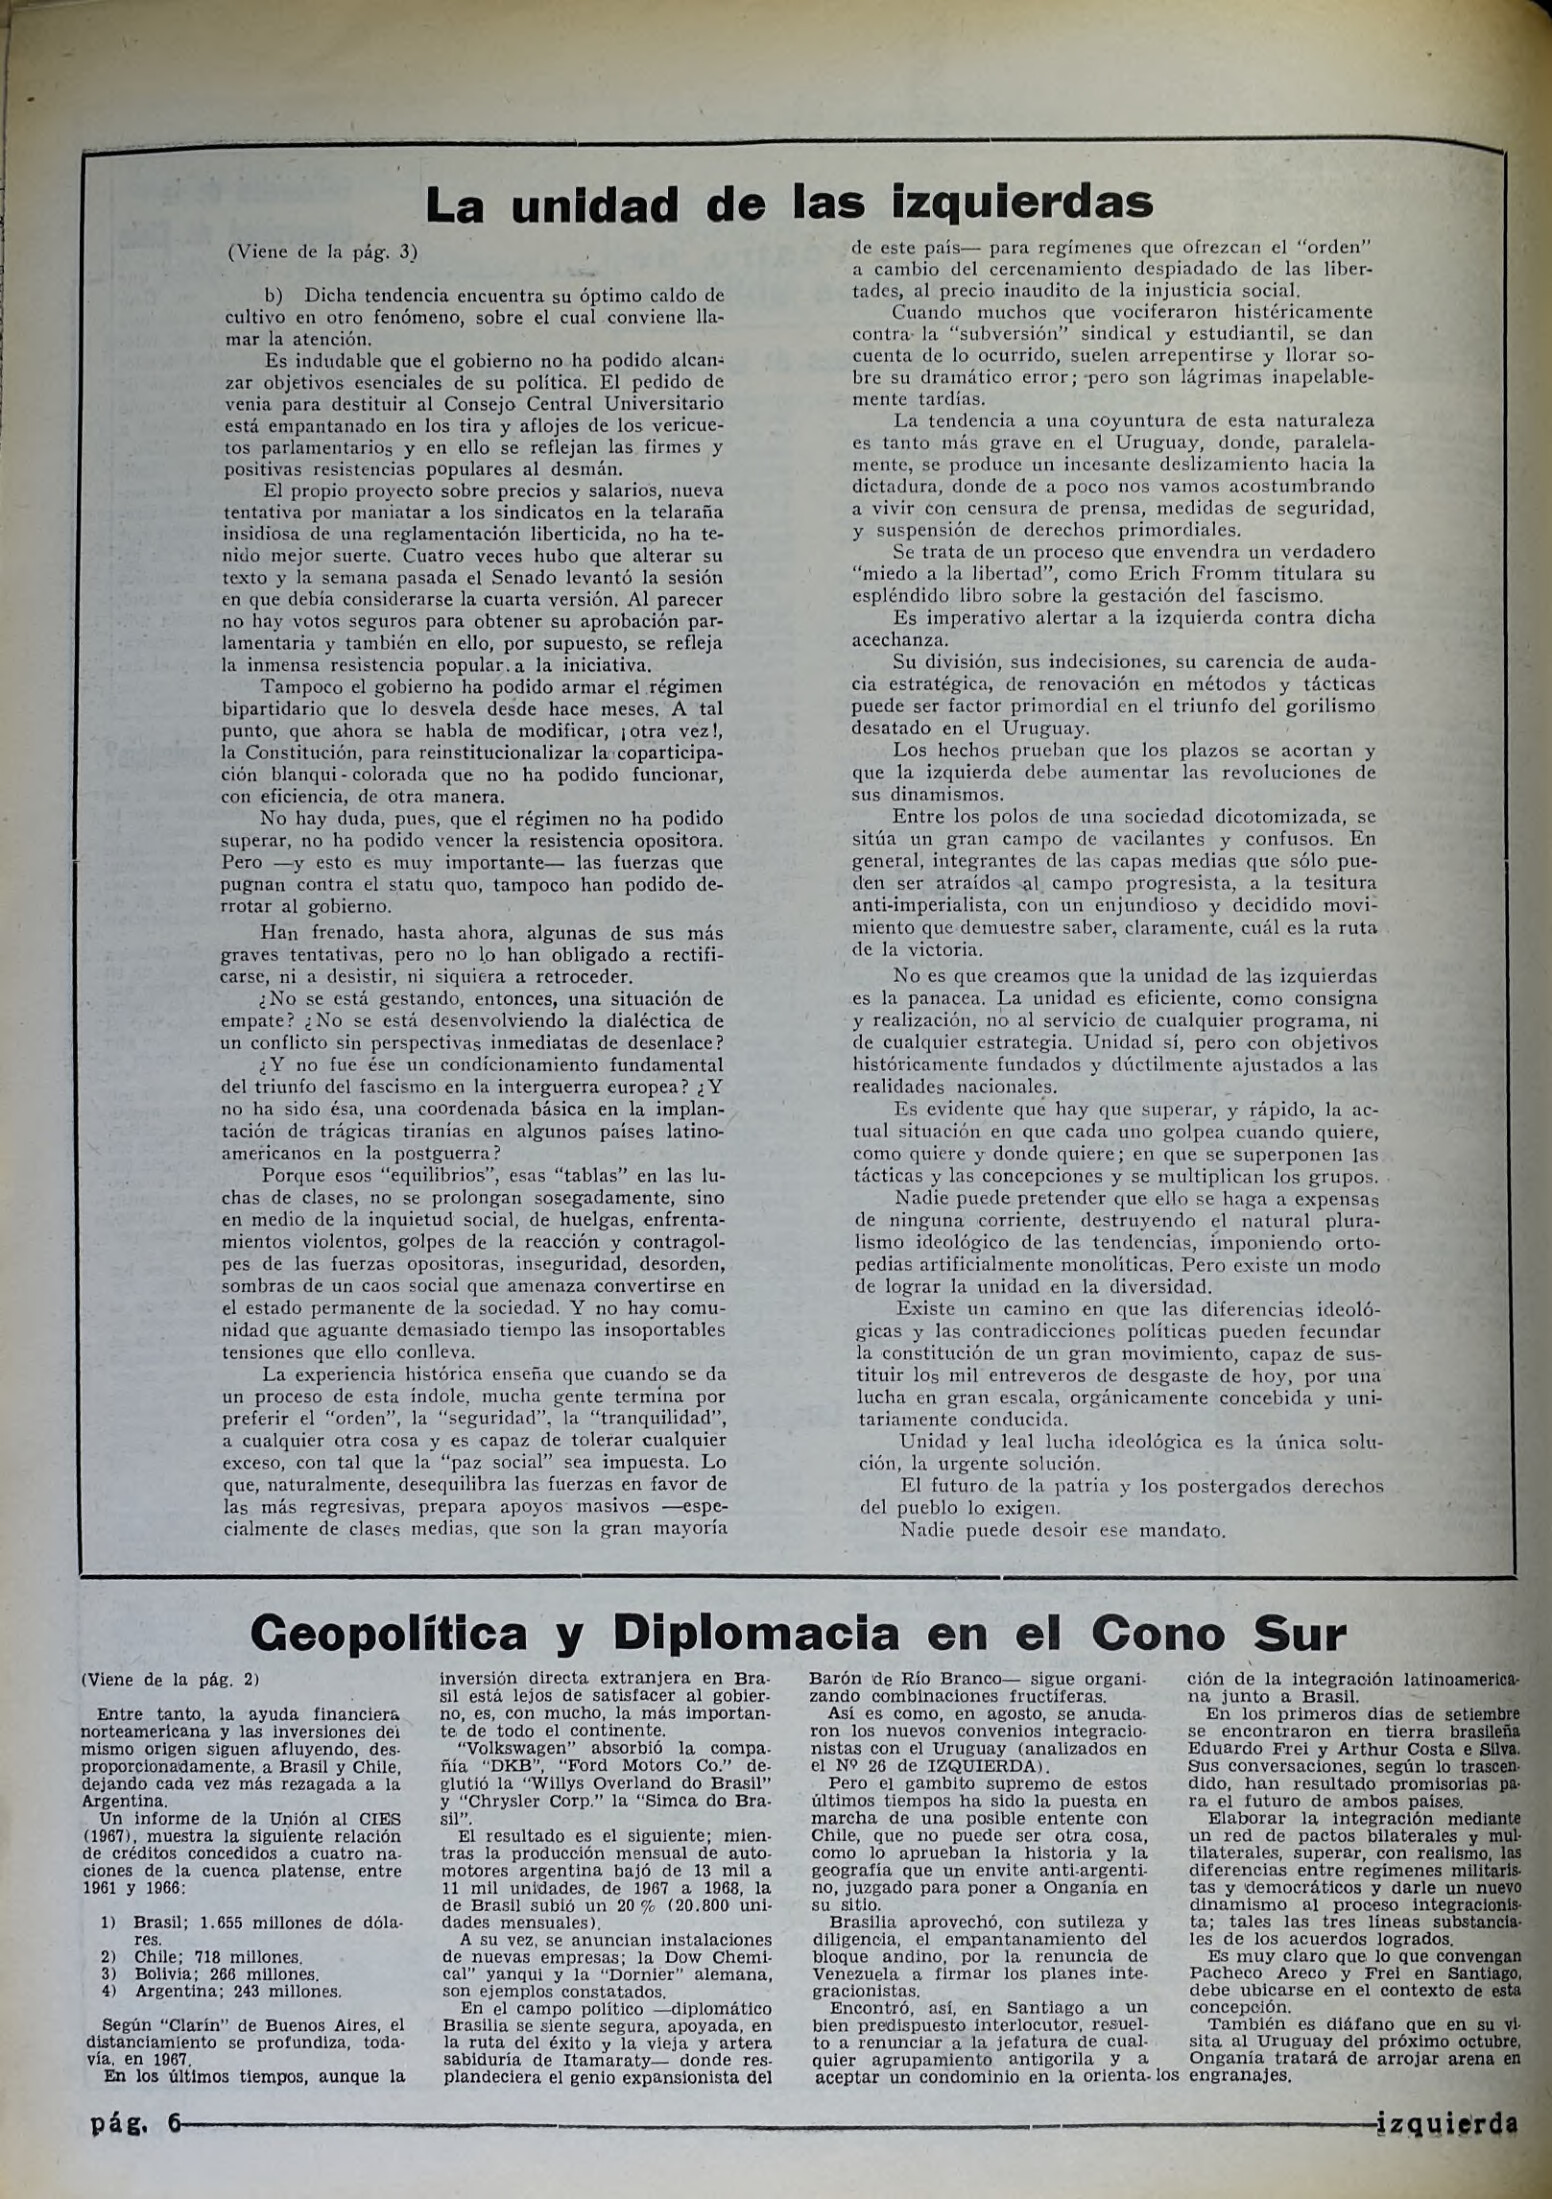 La unidad de las izquierdas
(Viene de la pág. 3)
b) Dicha tendencia encuentra su óptimo caldo de
cultivo en otro fenómeno, sobre el cual conviene lla-
mar la atención.
Es indudable que el gobierno no ha podido alcan-
zar objetivos esenciales de su política. El pedido de
venia para destituir al Consejo Central Universitario
está empantanado en los tira y aflojes de los vericue-
tos parlamentarios y en ello se reflejan las firmes y
positivas resistencias populares al desmán.
El propio proyecto sobre precios y salarios, nueva
tentativa por maniatar a los sindicatos en la telaraña
insidiosa de una reglamentación liberticida, no ha te-
nido mejor suerte. Cuatro veces hubo que alterar su
texto y la semana pasada el Senado levantó la sesión
en que debía considerarse la cuarta versión. Al parecer
no hay votos seguros para obtener su aprobación par-
lamentaria y también en ello, por supuesto, se refleja
la inmensa resistencia popular a la iniciativa.
Tampoco el gobierno ha podido armar el régimen
bipartidario que lo desvela desde hace meses. A tal
punto, que ahora se habla de modificar, ¡otra vez!,
la Constitución, para reinstitucionalizar la coparticipa-
ción blanqui-colorada que no ha podido funcionar,
con eficiencia, de otra manera.
No hay duda, pues, que el régimen no ha podido
superar, no ha podido vencer la resistencia opositora.
Pero —y esto es muy importante— las fuerzas que
pugnan contra el statu quo, tampoco han podido de-
rrotar al gobierno.
Han frenado, hasta ahora, algunas de sus más
graves tentativas, pero no lo han obligado a rectifi-
carse, ni a desistir, ni siquiera a retroceder.
¿No se está gestando, entonces, una situación de
empate? ¿No se está desenvolviendo la dialéctica de
un conflicto sin perspectivas inmediatas de desenlace?
¿Y no fue ése un condicionamiento fundamental
del triunfo del fascismo en la interguerra europea? ¿Y
no ha sido ésa, una coordenada básica en la implan-
tación de trágicas tiranías en algunos países latino-
americanos en la postguerra?
Porque esos "equilibrios", esas "tablas" en las lu-
chas de clases, no se prolongan sosegadamente, sino
en medio de la inquietud social, de huelgas, enfrenta-
mientos violentos, golpes de la reacción y contragol-
pes de las fuerzas opositoras, inseguridad, desorden,
sombras de un caos social que amenaza convertirse en
el estado permanente de la sociedad. Y no hay comu-
nidad que aguante demasiado tiempo las insoportables
tensiones que ello conlleva.
La experiencia histórica enseña que cuando se da
un proceso de esta índole, mucha gente termina por
preferir el "orden", la "seguridad", la "tranquilidad",
a cualquier otra cosa y es capaz de tolerar cualquier
exceso, con tal que la "paz social" sea impuesta. Lo
que, naturalmente, desequilibra las fuerzas en favor de
las más regresivas, prepara apoyos masivos —espe-
cialmente de clases medias, que son la gran mayoría
de este país— para regímenes que ofrezcan el "orden"
a cambio del cercenamiento despiadado de las liber-
tades, al precio inaudito de la injusticia social.
Cuando muchos que vociferaron histéricamente
contra la "subversión" sindical y estudiantil, se dan
cuenta de lo ocurrido, suelen arrepentirse y llorar so-
bre su dramático error; pero son lágrimas inapelable-
mente tardías.
La tendencia a una coyuntura de esta naturaleza
es tanto más grave en el Uruguay, donde, paralela-
mente, se produce un incesante deslizamiento hacia la
dictadura, donde de a poco nos vamos acostumbrando
a vivir con censura de prensa, medidas de seguridad,
y suspensión de derechos primordiales.
Se trata de un proceso que envendra un verdadero
"miedo a la libertad", como Erich Fromm titulara su
espléndido libro sobre la gestación del fascismo.
Es imperativo alertar a la izquierda contra dicha
acechanza.
Su división, sus indecisiones, su carencia de auda-
cia estratégica, de renovación en métodos y tácticas
puede ser factor primordial en el triunfo del gorilismo
desatado en el Uruguay.
Los hechos prueban que los plazos se acortan y
que la izquierda debe aumentar las revoluciones de
sus dinamismos.
Entre los polos de una sociedad dicotomizada, se
sitúa un gran campo de vacilantes y confusos. En
general, integrantes de las capas medias que sólo pue-
den ser atraídos al campo progresista, a la tesitura
anti-imperialista, con un enjundioso y decidido movi-
miento que demuestre saber, claramente, cuál es la ruta
de la victoria.
No es que creamos que la unidad de las izquierdas
es la panacea. La unidad es eficiente, como consigna
y realización, no al servicio de cualquier programa, ni
de cualquier estrategia. Unidad sí, pero con objetivos
históricamente fundados y dúctilmente ajustados a las
realidades nacionales.
Es evidente que hay que superar, y rápido, la ac-
tual situación en que cada uno golpea cuando quiere,
como quiere y donde quiere; en que se superponen las
tácticas y las concepciones y se multiplican los grupos.
Nadie puede pretender que ello se haga a expensas
de ninguna corriente, destruyendo el natural plura-
lismo ideológico de las tendencias, imponiendo orto-
pedias artificialmente monolíticas. Pero existe un modo
de lograr la unidad en la diversidad.
Existe un camino en que las diferencias ideoló-
gicas y las contradicciones políticas pueden fecundar
la constitución de un gran movimiento, capaz de sus-
tituir los mil entreveros de desgaste de hoy, por una
lucha en gran escala, orgánicamente concebida y uni-
tariamente conducida.
Unidad y leal lucha ideológica es la única solu-
ción, la urgente solución.
El futuro de la patria y los postergados derechos
del pueblo lo exigen.
Nadie puede desoir ese mandato.
Geopolítica y Diplomacia en el Cono Sur
(Viene de la pág. 2)
Entre tanto, la ayuda financiera
norteamericana y las inversiones del
mismo origen siguen afluyendo, des-
proporcionadamente, a Brasil y Chile,
dejando cada vez más rezagada a la
Argentina.
Un informe de la Unión al CIES
(1967), muestra la siguiente relación
de créditos concedidos a cuatro na-
ciones de la cuenca platense, entre
1961 y 1966:
1) Brasil; 1.655 millones de dóla-
res.
2) Chile; 718 millones.
3) Bolivia; 266 millones.
4) Argentina; 243 millones.
Según "Clarín" de Buenos Aires, el
distanciamiento se profundiza, toda-
vía, en 1967.
En los últimos tiempos, aunque la
inversión directa extranjera en Bra-
sil está lejos de satisfacer al gobier-
no, es, con mucho, la más importan-
te de todo el continente.
"Volkswagen" absorbió la compa-
ñía "DKB", "Ford Motors Co." de-
glutió la "Willys Overland do Brasil"
y "Chrysler Corp." la "Simca do Bra-
sil".
El resultado es el siguiente; mien-
tras la producción mensual de auto-
motores argentina bajó de 13 mil a
11 mil unidades, de 1967 a 1968, la
de Brasil subió un 20 % (20.800 uni-
dades mensuales).
A su vez, se anuncian instalaciones
de nuevas empresas; la Dow Chemi-
cal" yanqui y la "Dornier" alemana,
son ejemplos constatados.
En el campo político —diplomático
Brasilia se siente segura, apoyada, en
la ruta del éxito y la vieja y artera
sabiduría de Itamaraty— donde res-
plandeciera el genio expansionista del
Barón de Río Branco— sigue organi-
zando combinaciones fructíferas.
Así es como, en agosto, se anuda-
ron los nuevos convenios integracio-
nistas con el Uruguay (analizados en
el Nº 26 de IZQUIERDA).
Pero el gambito supremo de estos
últimos tiempos ha sido la puesta en
marcha de una posible entente con
Chile, que no puede ser otra cosa,
como lo aprueban la historia y la
geografía que un envite anti-argenti-
no, juzgado para poner a Onganía en
su sitio.
Brasilia aprovechó, con sutileza y
diligencia, el empantanamiento del
bloque andino, por la renuncia de
Venezuela a firmar los planes inte-
gracionistas.
Encontró, así, en Santiago a un
bien predispuesto interlocutor, resuel-
to a renunciar a la jefatura de cual-
quier agrupamiento antigorila y a
aceptar un condominio en la orienta-
ción de la integración latinoamerica-
na junto a Brasil.
En los primeros días de setiembre
se encontraron en tierra brasileña
Eduardo Frei y Arthur Costa e Silva.
Sus conversaciones, según lo trascen-
dido, han resultado promisorias pa-
ra el futuro de ambos países.
Elaborar la integración mediante
un red de pactos bilaterales y mul-
tilaterales, superar, con realismo, las
diferencias entre regímenes militaris-
tas y democráticos y darle un nuevo
dinamismo al proceso integracionis-
ta; tales las tres líneas substancia-
les de los acuerdos logrados.
Es muy claro que lo que convengan
Pacheco Areco y Frei en Santiago,
debe ubicarse en el contexto de esta
concepción.
También es diáfano que en su vi-
sita al Uruguay del próximo octubre,
Onganía tratará de arrojar arena en
los engranajes.
pág. 6
izquierda